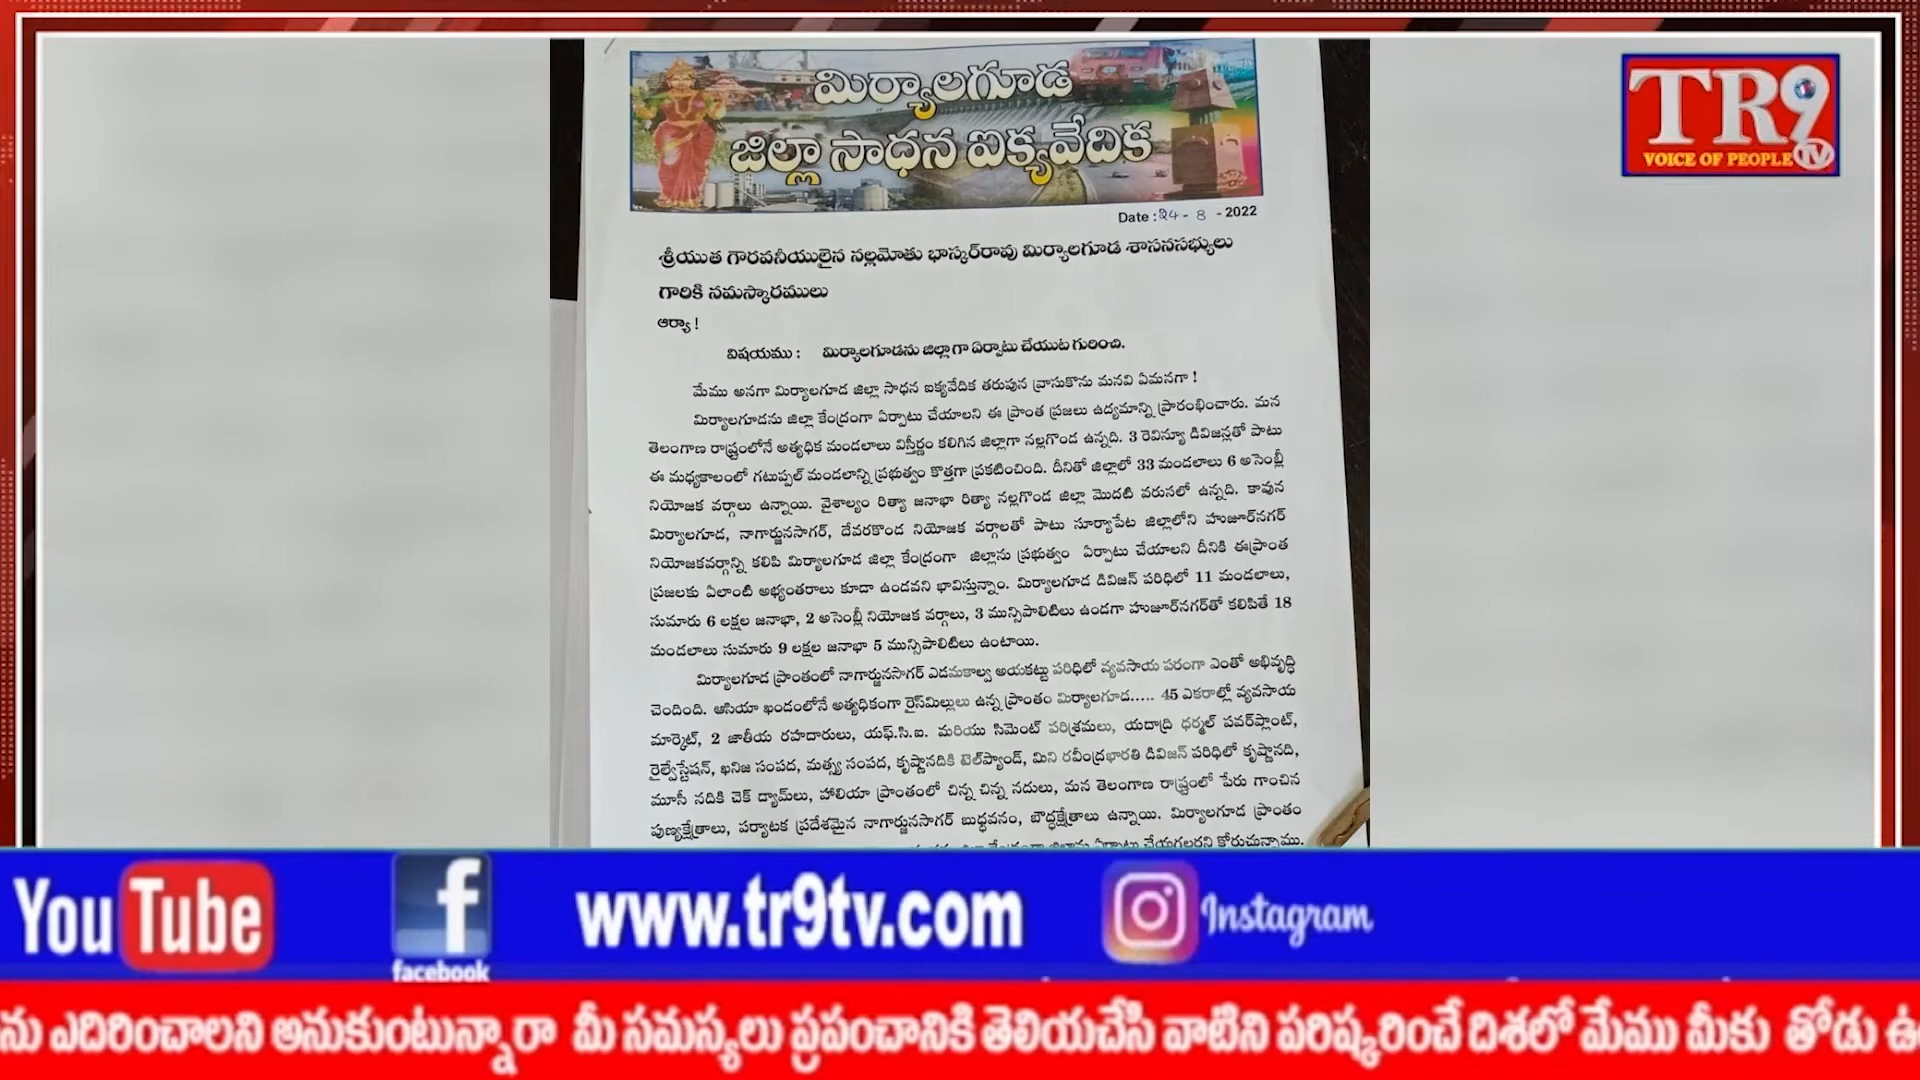 మిర్యాలగూడ
జిల్లా సాధన ఐక్యవేదిక
TR9
VOICE OF PEOPLE TV
Date : 24 - 8 - 2022
శ్రీయుత గౌరవనీయులైన నల్లమోతు భాస్కర్‌రావు మిర్యాలగూడ శాసనసభ్యులు
గారికి నమస్కారములు
ఆర్యా !
విషయము : మిర్యాలగూడను జిల్లాగా ఏర్పాటు చేయుట గురించి.
మేము అనగా మిర్యాలగూడ జిల్లా సాధన ఐక్యవేదిక తరుపున వ్రాసుకొను మనవి ఏమనగా !
మిర్యాలగూడను జిల్లా కేంద్రంగా ఏర్పాటు చేయాలని ఈ ప్రాంత ప్రజలు ఉద్యమాన్ని ప్రారంభించారు. మన
తెలంగాణ రాష్ట్రంలోనే అత్యధిక మండలాలు విస్తీర్ణం కలిగిన జిల్లాగా నల్లగొండ ఉన్నది. 3 రెవిన్యూ డివిజన్లతో పాటు
ఈ మధ్యకాలంలో గటుప్పల్ మండలాన్ని ప్రభుత్వం కొత్తగా ప్రకటించింది. దీనితో జిల్లాలో 33 మండలాలు 6 అసెంబ్లీ
నియోజక వర్గాలు ఉన్నాయి. వైశాల్యం రిత్యా జనాభా రిత్యా నల్లగొండ జిల్లా మొదటి వరుసలో ఉన్నది. కావున
మిర్యాలగూడ, నాగార్జునసాగర్, దేవరకొండ నియోజక వర్గాలతో పాటు సూర్యాపేట జిల్లాలోని హుజూర్‌నగర్
నియోజకవర్గాన్ని కలిపి మిర్యాలగూడ జిల్లా కేంద్రంగా జిల్లాను ప్రభుత్వం ఏర్పాటు చేయాలని దీనికి ఈప్రాంత
ప్రజలకు ఏలాంటి అభ్యంతరాలు కూడా ఉండవని భావిస్తున్నాం. మిర్యాలగూడ డివిజన్ పరిధిలో 11 మండలాలు,
సుమారు 6 లక్షల జనాభా, 2 అసెంబ్లీ నియోజక వర్గాలు, 3 మున్సిపాలిటిలు ఉండగా హుజూర్‌నగర్‌తో కలిపితే 18
మండలాలు సుమారు 9 లక్షల జనాభా 5 మున్సిపాలిటిలు ఉంటాయి.
మిర్యాలగూడ ప్రాంతంలో నాగార్జునసాగర్ ఎడమకాల్వ అయకట్టు పరిధిలో వ్యవసాయ పరంగా ఎంతో అభివృద్ధి
చెందింది. ఆసియా ఖండంలోనే అత్యధికంగా రైస్‌మిల్లులు ఉన్న ప్రాంతం మిర్యాలగూడ..... 45 ఎకరాల్లో వ్యవసాయ
మార్కెట్, 2 జాతీయ రహదారులు, యఫ్.సి.ఐ. మరియు సిమెంట్ పరిశ్రమలు, యదాద్రి ధర్మల్ పవర్‌ప్లాంట్,
రైల్వేస్టేషన్, ఖనిజ సంపద, మత్స్య సంపద, కృష్ణానదికి టెల్‌ప్యాండ్, మిని రవీంద్రభారతి డివిజన్ పరిధిలో కృష్ణానది,
మూసీ నదికి చెక్ డ్యామ్‌లు, హాలియా ప్రాంతంలో చిన్న చిన్న నదులు, మన తెలంగాణ రాష్ట్రంలో పేరు గాంచిన
పుణ్యక్షేత్రాలు, పర్యాటక ప్రదేశమైన నాగార్జునసాగర్ బుద్ధవనం, బౌద్ధక్షేత్రాలు ఉన్నాయి. మిర్యాలగూడ ప్రాంతం
జిల్లాను ఏర్పాటు చేయగలరని కోరుచున్నాము.
YouTube
facebook
www.tr9tv.com
Instagram
ను ఎదిరించాలని అనుకుంటున్నారా మీ సమస్యలు ప్రపంచానికి తెలియచేసి వాటిని పరిష్కరించే దిశలో మేము మీకు తోడు